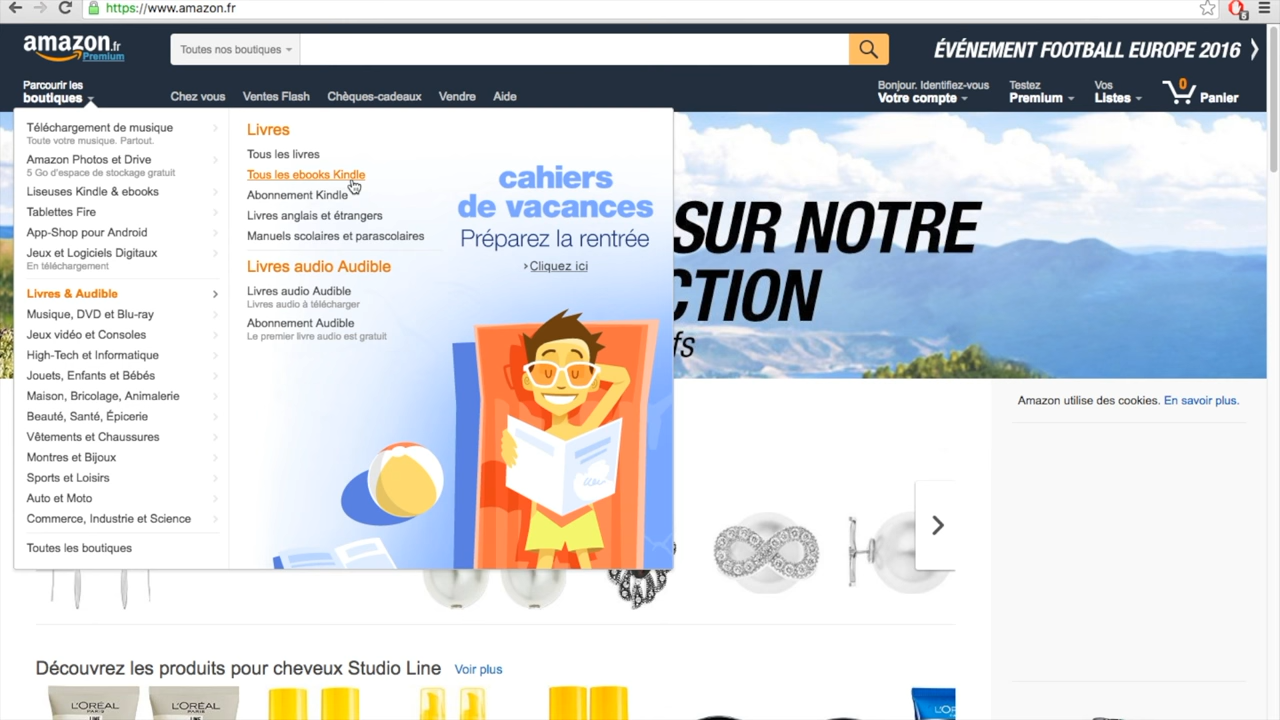 https://www.amazon.fr
5
amazon.fr
Premium
Toutes nos boutiques
ÉVÉNEMENT FOOTBALL EUROPE 2016
Parcourir les
boutiques
Chez vous
Ventes Flash
Chèques-cadeaux
Vendre
Aide
Bonjour. Identifiez-vous
Votre compte
Testez
Premium
Vos
Listes
0
Panier
Téléchargement de musique
Toute votre musique. Partout.
Amazon Photos et Drive
5 Go d'espace de stockage gratuit
Liseuses Kindle & ebooks
Tablettes Fire
App-Shop pour Android
Jeux et Logiciels Digitaux
En téléchargement
Livres & Audible
Musique, DVD et Blu-ray
Jeux vidéo et Consoles
High-Tech et Informatique
Jouets, Enfants et Bébés
Maison, Bricolage, Animalerie
Beauté, Santé, Épicerie
Vêtements et Chaussures
Montres et Bijoux
Sports et Loisirs
Auto et Moto
Commerce, Industrie et Science
Toutes les boutiques
Livres
Tous les livres
Tous les ebooks Kindle
Abonnement Kindle
Livres anglais et étrangers
Manuels scolaires et parascolaires
Livres audio Audible
Livres audio Audible
Livres audio à télécharger
Abonnement Audible
Le premier livre audio est gratuit
cahiers
de vacances
Préparez la rentrée
Cliquez ici
SUR NOTRE
CTION
fs
Amazon utilise des cookies. En savoir plus.
Découvrez les produits pour cheveux Studio Line Voir plus
L'ORÉAL
PARIS
L'ORÉAL
PARIS